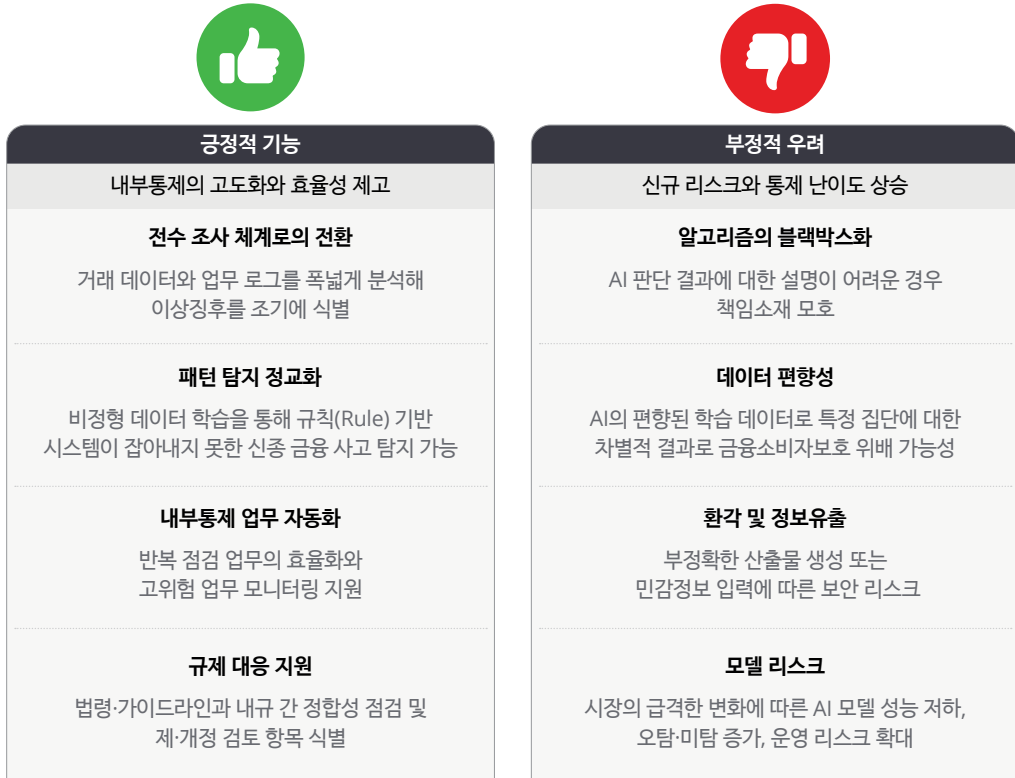 긍정적 기능
내부통제의 고도화와 효율성 제고
전수 조사 체계로의 전환
거래 데이터와 업무 로그를 폭넓게 분석해
이상징후를 조기에 식별
패턴 탐지 정교화
비정형 데이터 학습을 통해 규칙(Rule) 기반
시스템이 잡아내지 못한 신종 금융 사고 탐지 가능
내부통제 업무 자동화
반복 점검 업무의 효율화와
고위험 업무 모니터링 지원
규제 대응 지원
법령·가이드라인과 내규 간 정합성 점검 및
제·개정 검토 항목 식별
부정적 우려
신규 리스크와 통제 난이도 상승
알고리즘의 블랙박스화
AI 판단 결과에 대한 설명이 어려운 경우
책임소재 모호
데이터 편향성
AI의 편향된 학습 데이터로 특정 집단에 대한
차별적 결과로 금융소비자보호 위배 가능성
환각 및 정보유출
부정확한 산출물 생성 또는
민감정보 입력에 따른 보안 리스크
모델 리스크
시장의 급격한 변화에 따른 AI 모델 성능 저하,
오탐·미탐 증가, 운영 리스크 확대